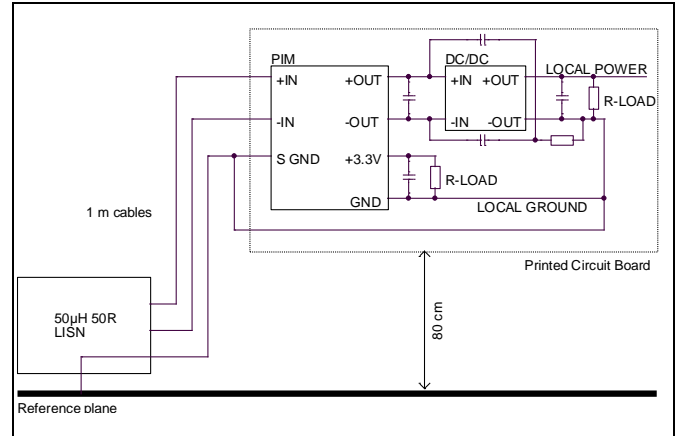 PIM
DC/DC
+IN +OUT +IN +OUT LOCAL POWER
R-LOAD
-IN -OUT -IN -OUT
S GND +3.3V
R-LOAD
GND LOCAL GROUND
1 m cables
Printed Circuit Board
50µH 50R
LISN
80 cm
Reference plane